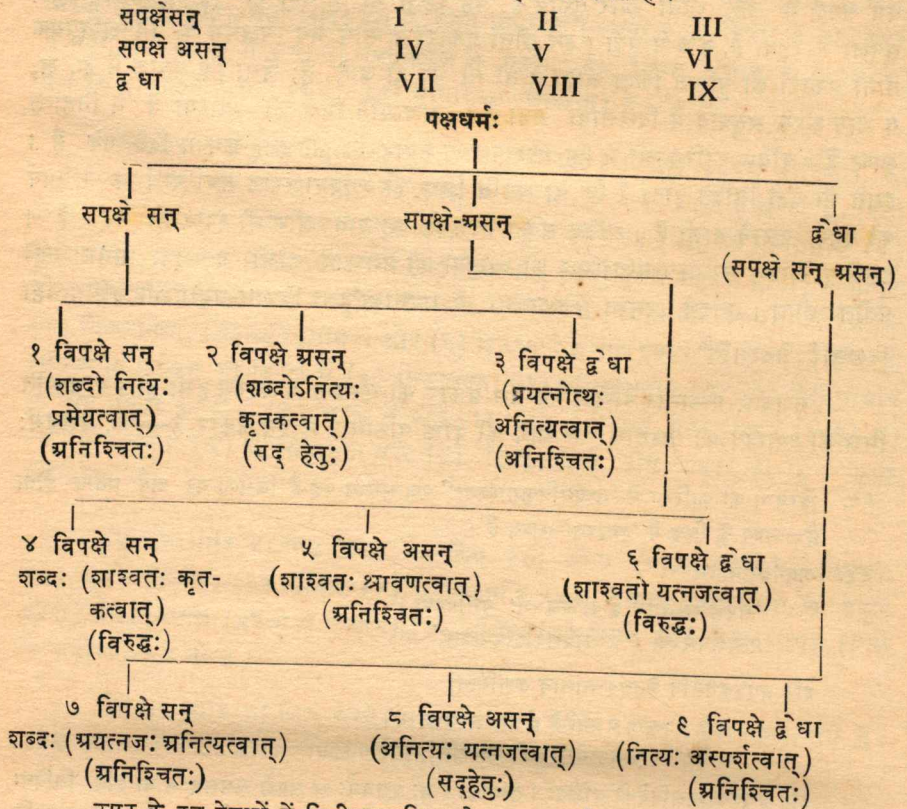 सपक्षेसन् I II III
सपक्षे असन् IV V VI
द्वेधा VII VIII IX
पक्षधर्मः
सपक्षे सन् सपक्षे-असन् द्वेधा
(सपक्षे सन् असन्)
१ विपक्षे सन् २ विपक्षे असन् ३ विपक्षे द्वेधा
(शब्दो नित्यः (शब्दोऽनित्यः (प्रयत्नोत्थः
प्रमेयत्वात्) कृतकत्वात्) अनित्यत्वात्)
(अनिश्चितः) (सद् हेतुः) (अनिश्चितः)
४ विपक्षे सन् ५ विपक्षे असन् ६ विपक्षे द्वेधा
शब्दः (शाश्वतः कृत- (शाश्वतः श्रावणत्वात्) (शाश्वतो यत्नजत्वात्)
कत्वात्) (अनिश्चितः) (विरुद्धः)
(विरुद्धः)
७ विपक्षे सन् ८ विपक्षे असन् ९ विपक्षे द्वेधा
शब्दः (अयत्नजः अनित्यत्वात्) (अनित्यः यत्नजत्वात्) (नित्यः अस्पर्शत्वात्)
(अनिश्चितः) (सद्हेतुः) (अनिश्चितः)